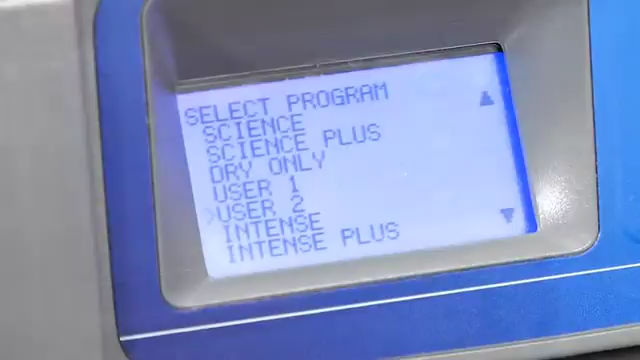 SELECT PROGRAM
SCIENCE
SCIENCE PLUS
DRY ONLY
USER 1
>USER 2
INTENSE
INTENSE PLUS